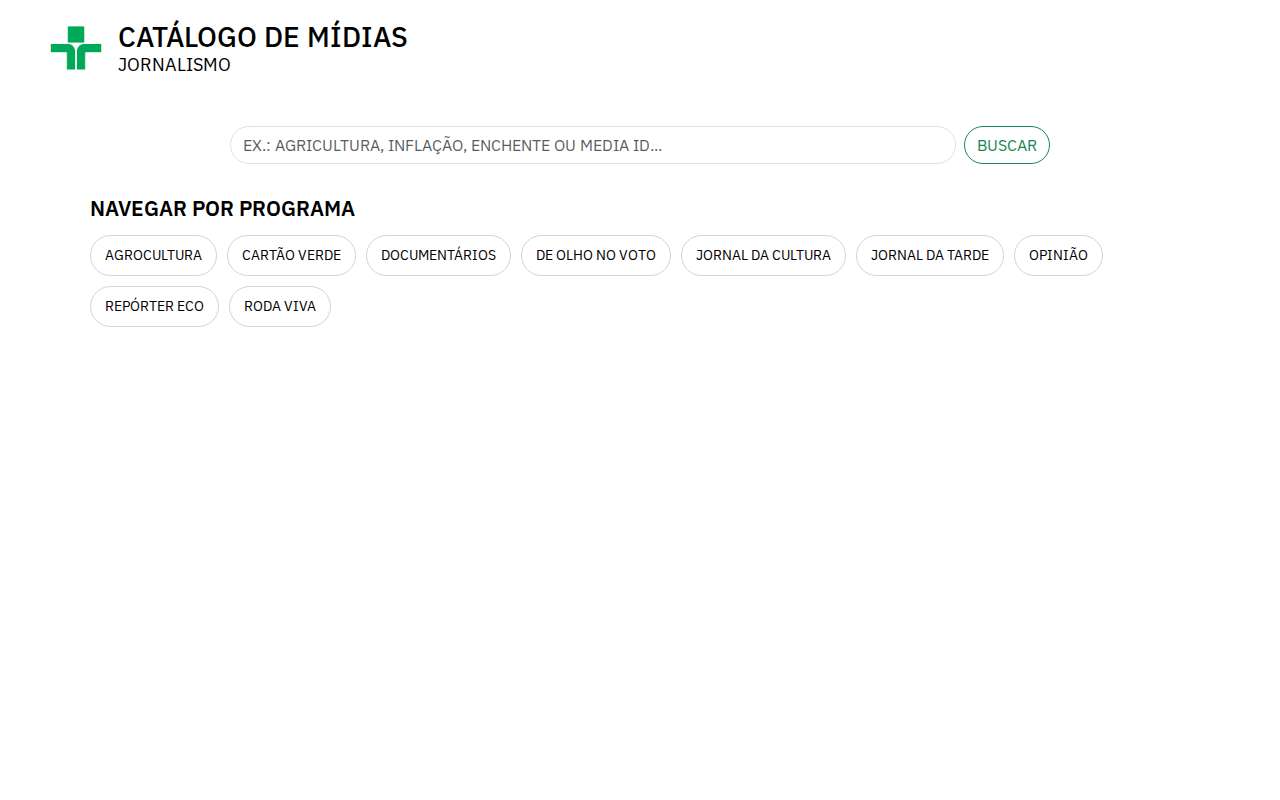 CATÁLOGO DE MÍDIAS
JORNALISMO
EX.: AGRICULTURA, INFLAÇÃO, ENCHENTE OU MEDIA ID...
BUSCAR
NAVEGAR POR PROGRAMA
AGROCULTURA
CARTÃO VERDE
DOCUMENTÁRIOS
DE OLHO NO VOTO
JORNAL DA CULTURA
JORNAL DA TARDE
OPINIÃO
REPÓRTER ECO
RODA VIVA